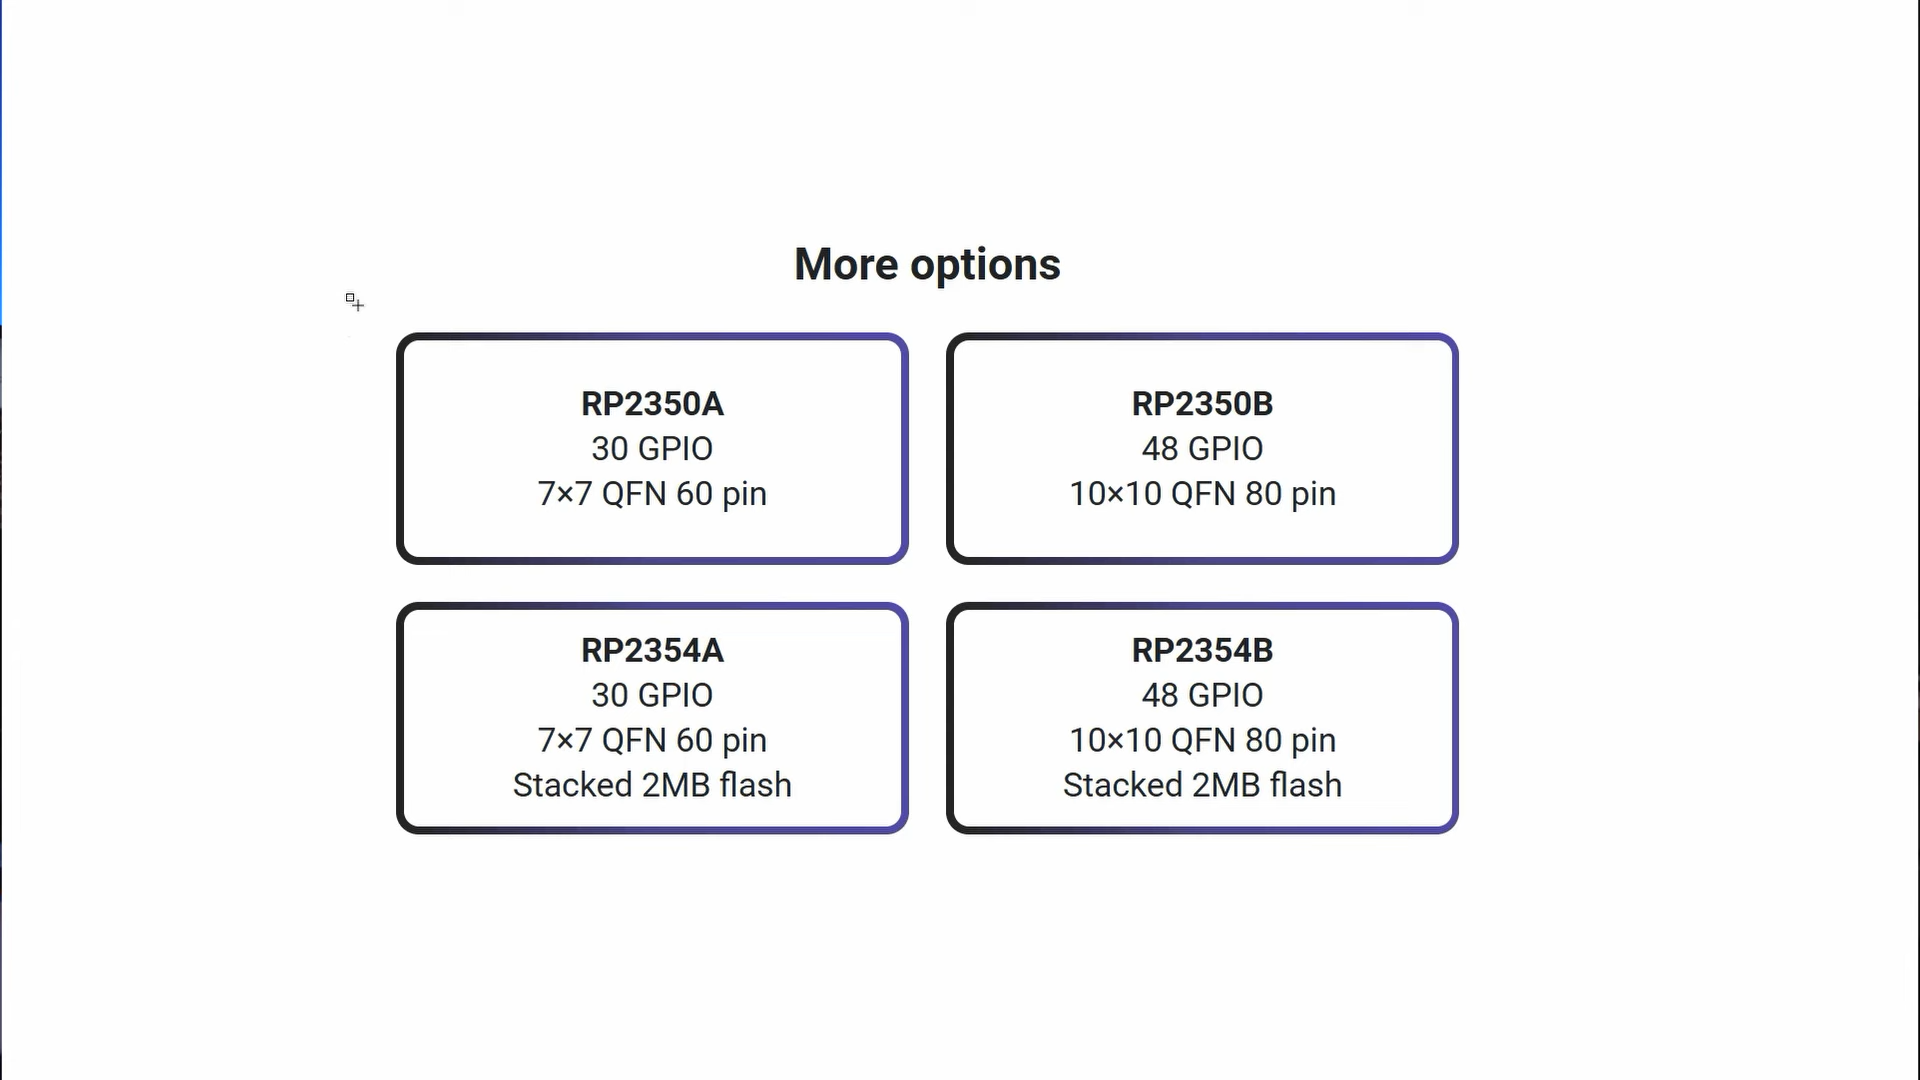 More options
RP2350A
30 GPIO
7×7 QFN 60 pin
RP2350B
48 GPIO
10×10 QFN 80 pin
RP2354A
30 GPIO
7×7 QFN 60 pin
Stacked 2MB flash
RP2354B
48 GPIO
10×10 QFN 80 pin
Stacked 2MB flash